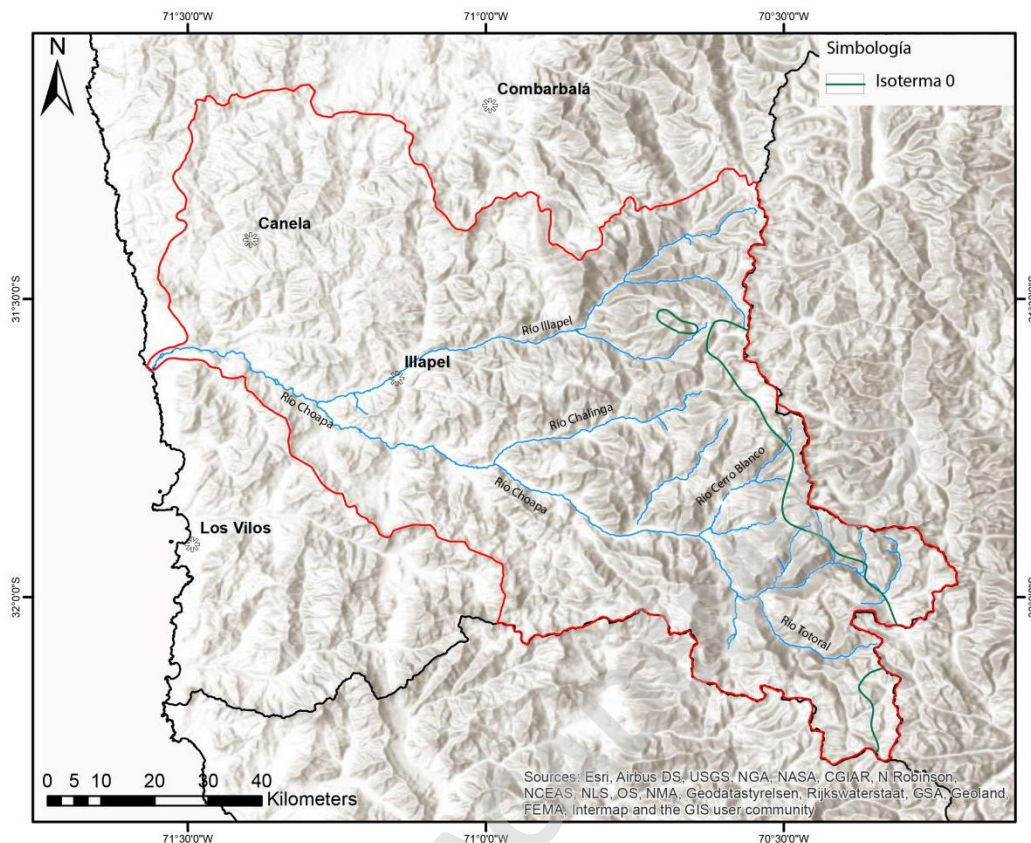 71°30'0"W
71°0'0"W
70°30'0"W
N
Simbología
Isoterma 0
Combarbalá
Canela
31°30'0"S
Río Illapel
Illapel
Río Choapa
Río Chalinga
Río Choapa
Río Cerro Blanco
Los Vilos
32°0'0"S
Río Totoral
0 5 10 20 30 40
Kilometers
Sources: Esri, Airbus DS, USGS, NGA, NASA, CGIAR, N Robinson,
NCEAS, NLS, OS, NMA, Geodatastyrelsen, Rijkswaterstaat, GSA, Geoland,
FEMA, Intermap and the GIS user community
71°30'0"W
71°0'0"W
70°30'0"W